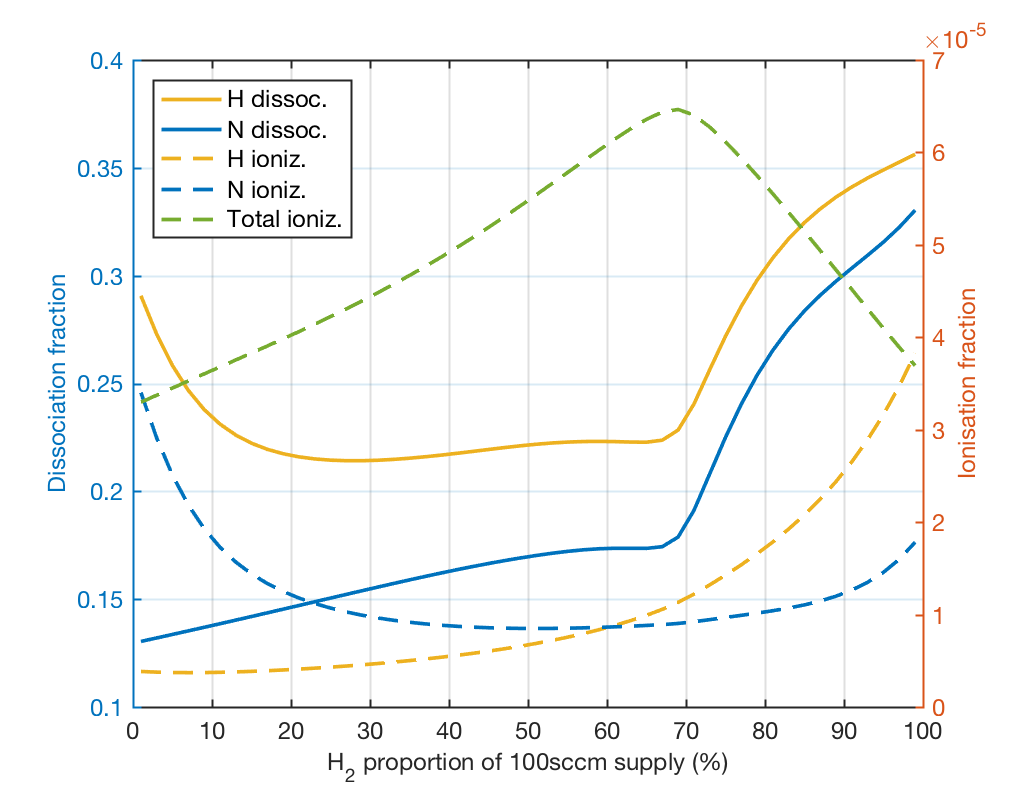 ×10⁻⁵
0.4
0.35
0.3
0.25
0.2
0.15
0.1
Dissociation fraction
H dissoc.
N dissoc.
H ioniz.
N ioniz.
Total ioniz.
7
6
5
4
3
2
1
0
Ionisation fraction
0 10 20 30 40 50 60 70 80 90 100
H₂ proportion of 100sccm supply (%)